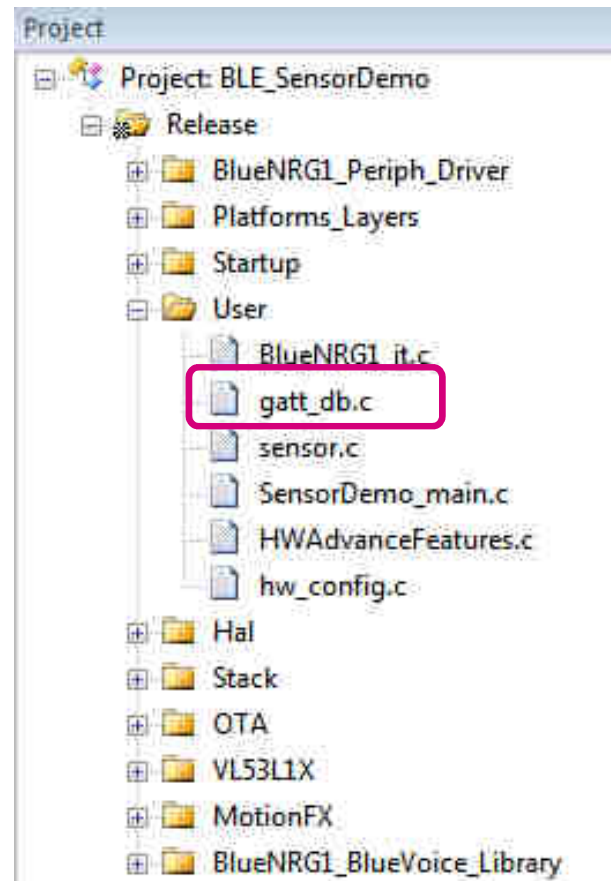 Project
Project: BLE_SensorDemo
Release
BlueNRG1_Periph_Driver
Platforms_Layers
Startup
User
BlueNRG1_it.c
gatt_db.c
sensor.c
SensorDemo_main.c
HWAdvanceFeatures.c
hw_config.c
Hal
Stack
OTA
VL53L1X
MotionFX
BlueNRG1_BlueVoice_Library